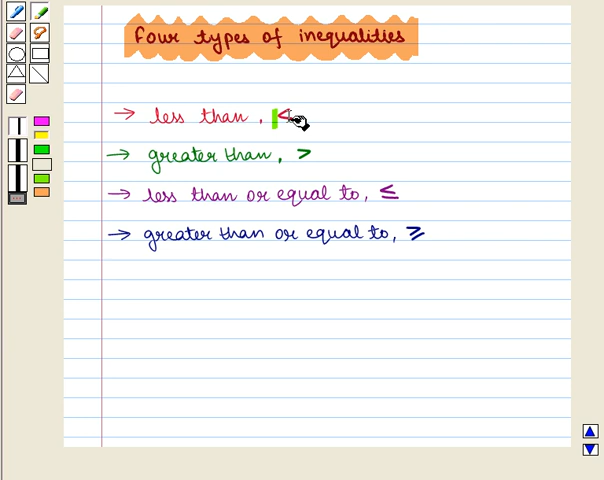 Four types of inequalities
→ less than, <
→ greater than, >
→ less than or equal to, ≤
→ greater than or equal to, ≥